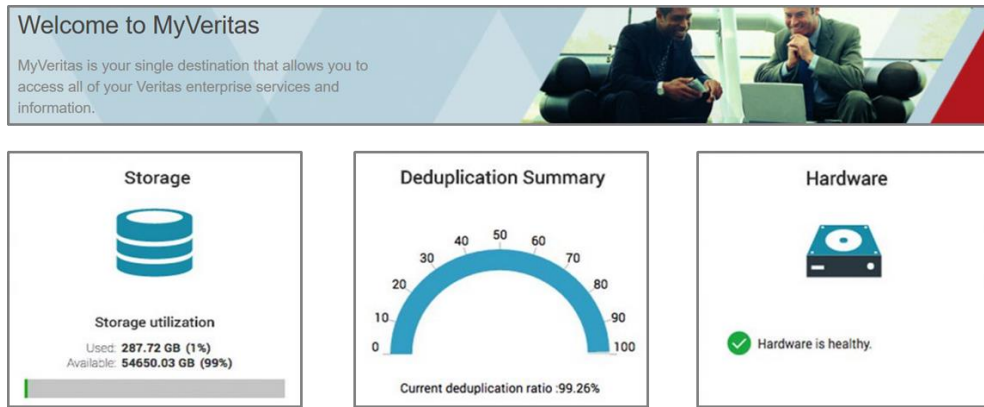 Welcome to MyVeritas
MyVeritas is your single destination that allows you to
access all of your Veritas enterprise services and
information.
Storage
Storage utilization
Used: 287.72 GB (1%)
Available: 54650.03 GB (99%)
Deduplication Summary
0
10
20
30
40
50
60
70
80
90
100
Current deduplication ratio :99.26%
Hardware
Hardware is healthy.